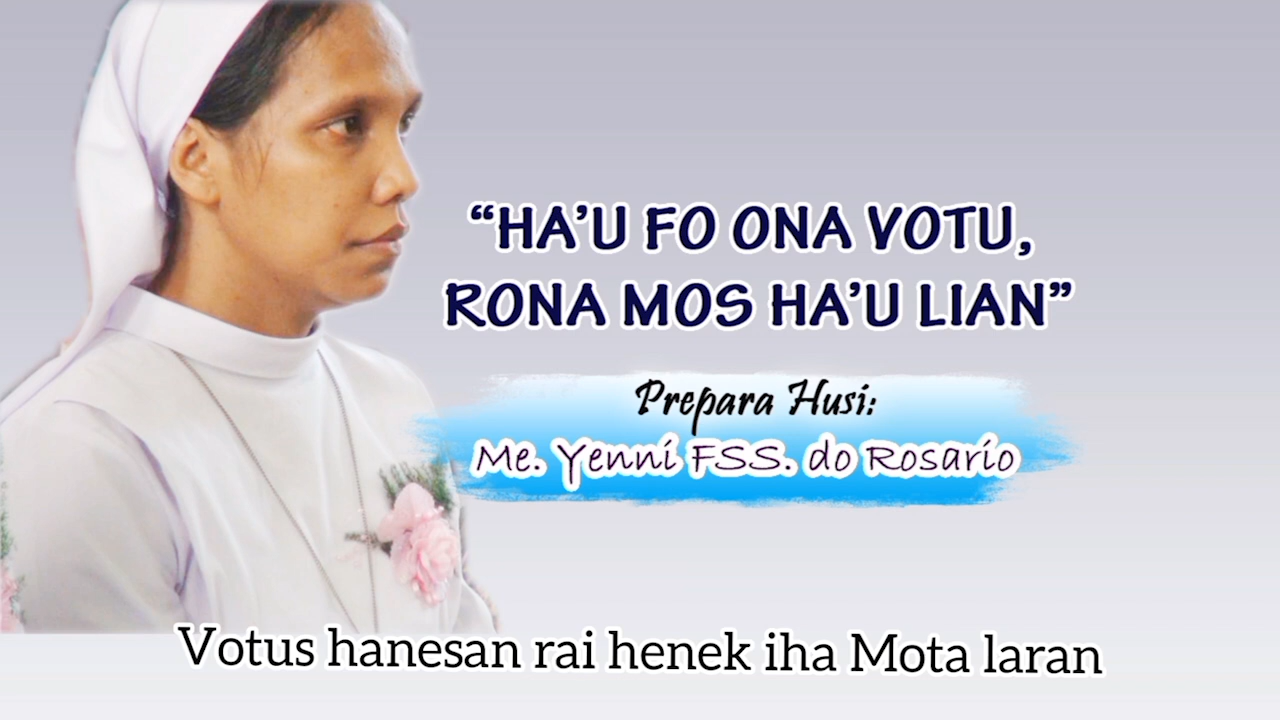 “HA’U FO ONA VOTU,
RONA MOS HA’U LIAN”
Prepara Husi:
Me. Yenni FSS. do Rosario
Votus hanesan rai henek iha Mota laran